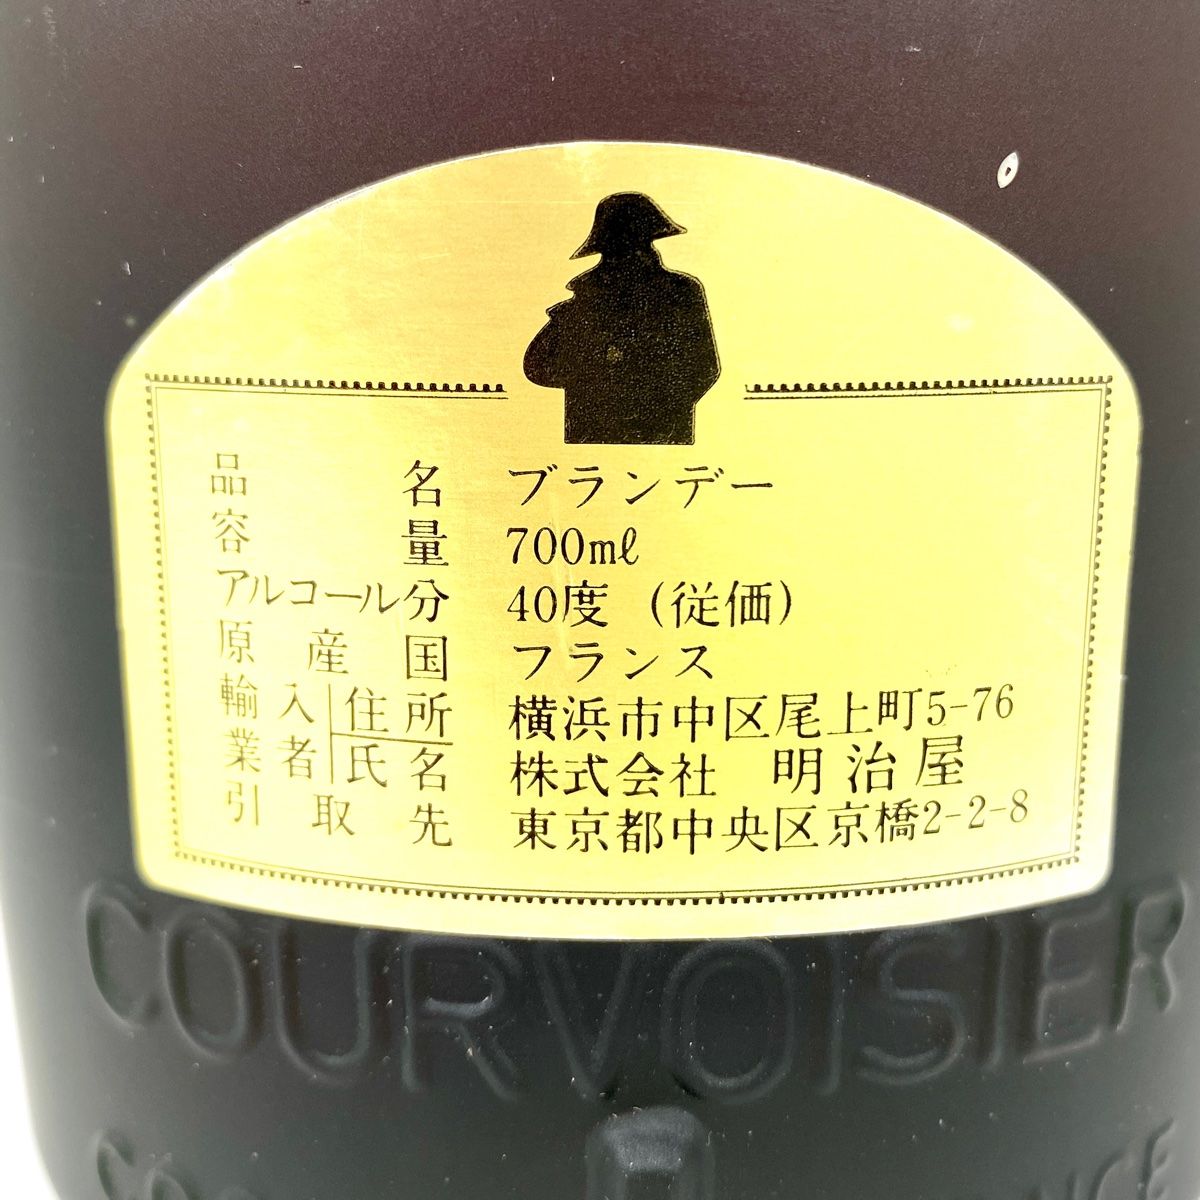 品名 ブランデー
容量 700mℓ
アルコール分 40度（従価）
原産国 フランス
輸入業者 住所 横浜市中区尾上町5-76
氏名 株式会社 明治屋
引取先 東京都中央区京橋2-2-8
COURVOISIER